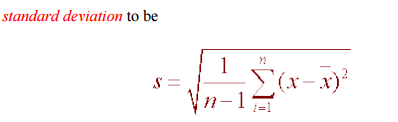 standard deviation to be
s = √(1/(n−1) ∑_{i=1}^{n} (x − x̄)²)